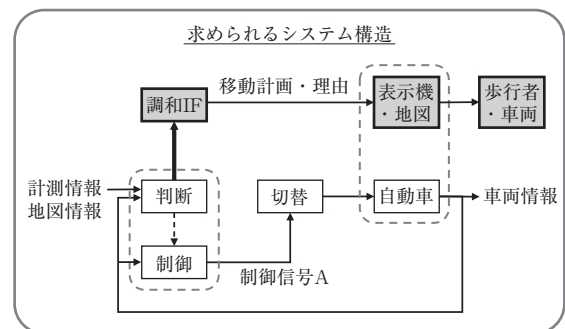 求められるシステム構造
調和IF
移動計画・理由
表示機
・地図
歩行者
・車両
計測情報
地図情報
判断
切替
自動車
車両情報
制御
制御信号A